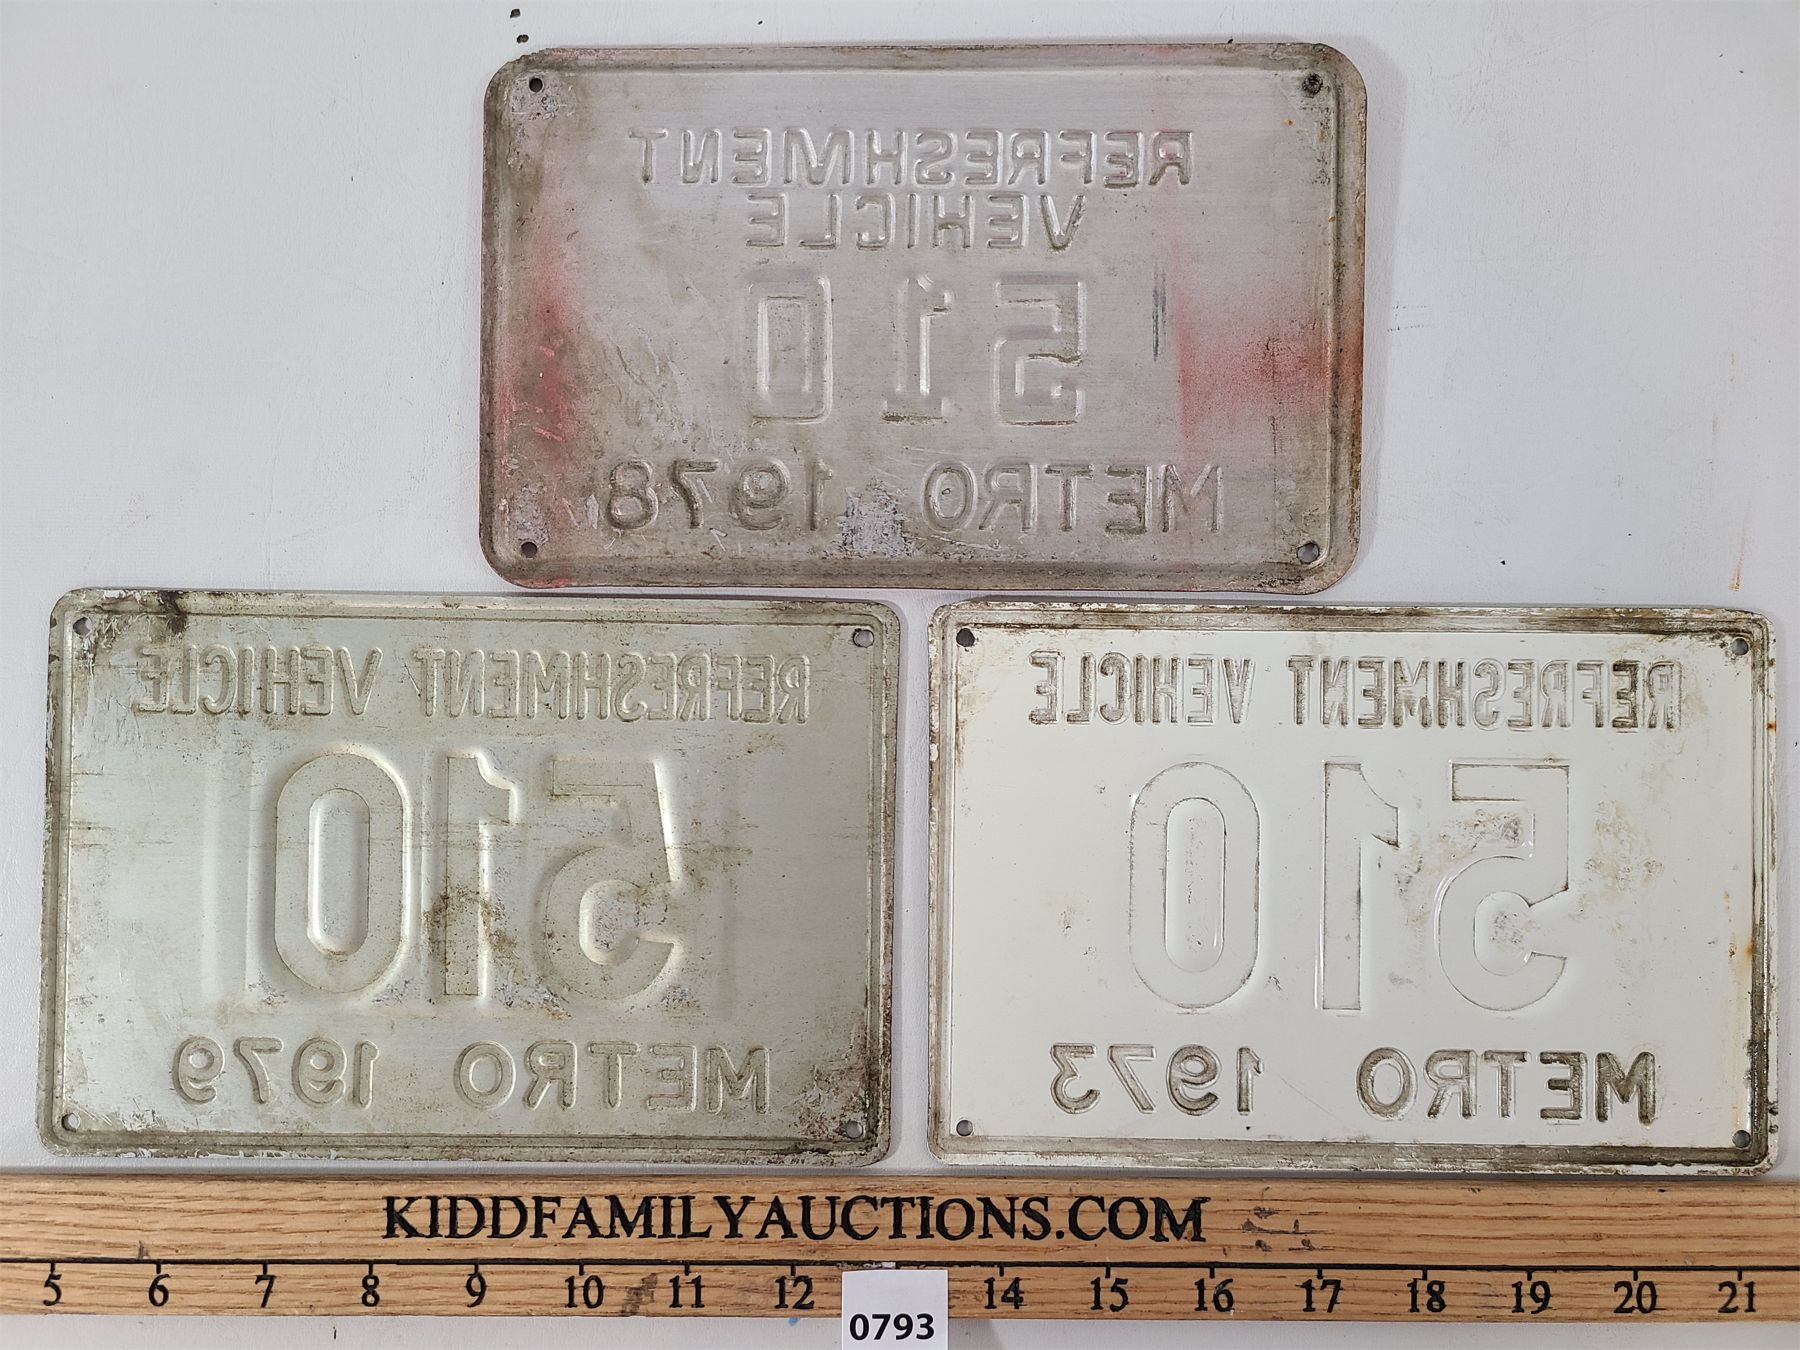 REFRESHMENT
VEHICLE
510
METRO 1978
REFRESHMENT VEHICLE
510
METRO 1979
REFRESHMENT VEHICLE
510
METRO 1973
KIDDFAMILYAUCTIONS.COM
5 6 7 8 9 10 11 12 14 15 16 17 18 19 20 21
0793